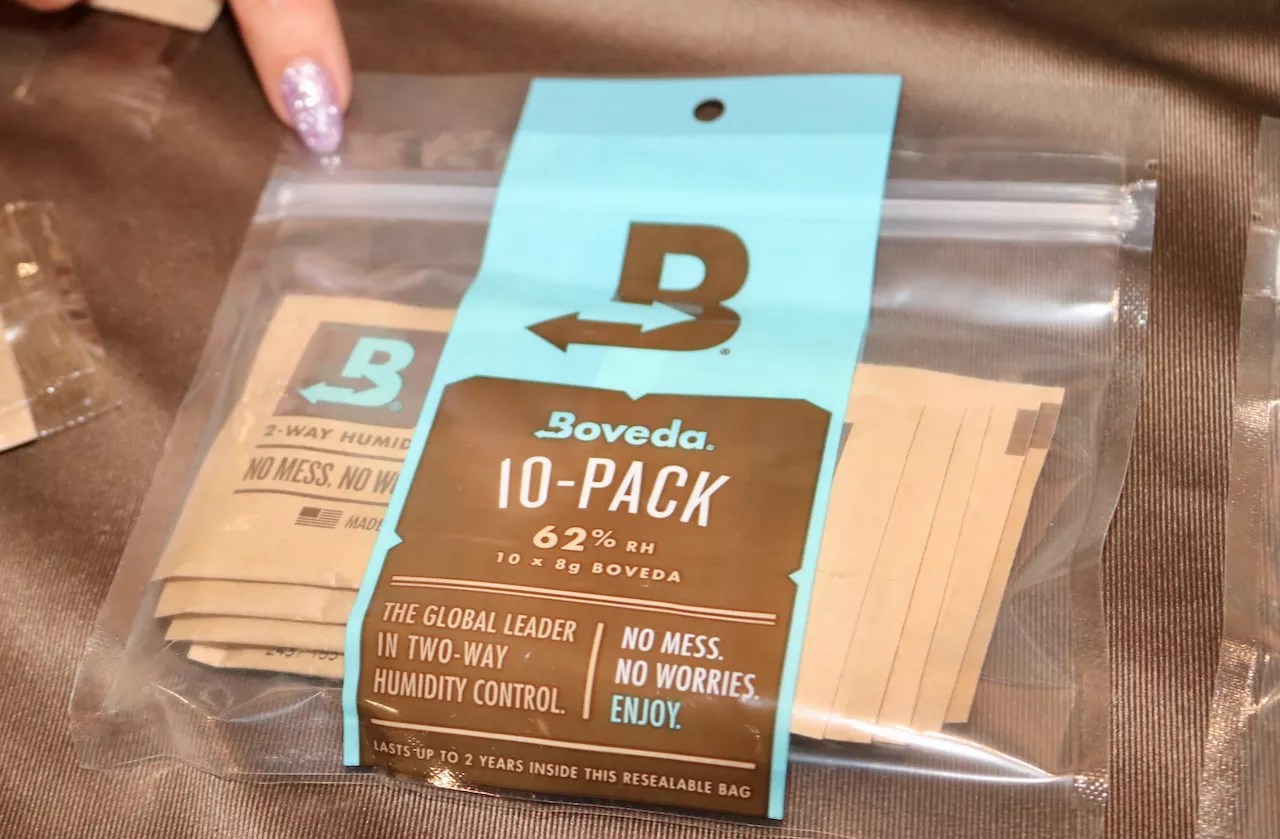 B
Boveda®
10-PACK
62% RH
10 x 8g BOVEDA
THE GLOBAL LEADER
IN TWO-WAY
HUMIDITY CONTROL.
NO MESS.
NO WORRIES.
ENJOY.
LASTS UP TO 2 YEARS INSIDE THIS RESEALABLE BAG
B
2-WAY HUMID
NO MESS. NO W
MADE